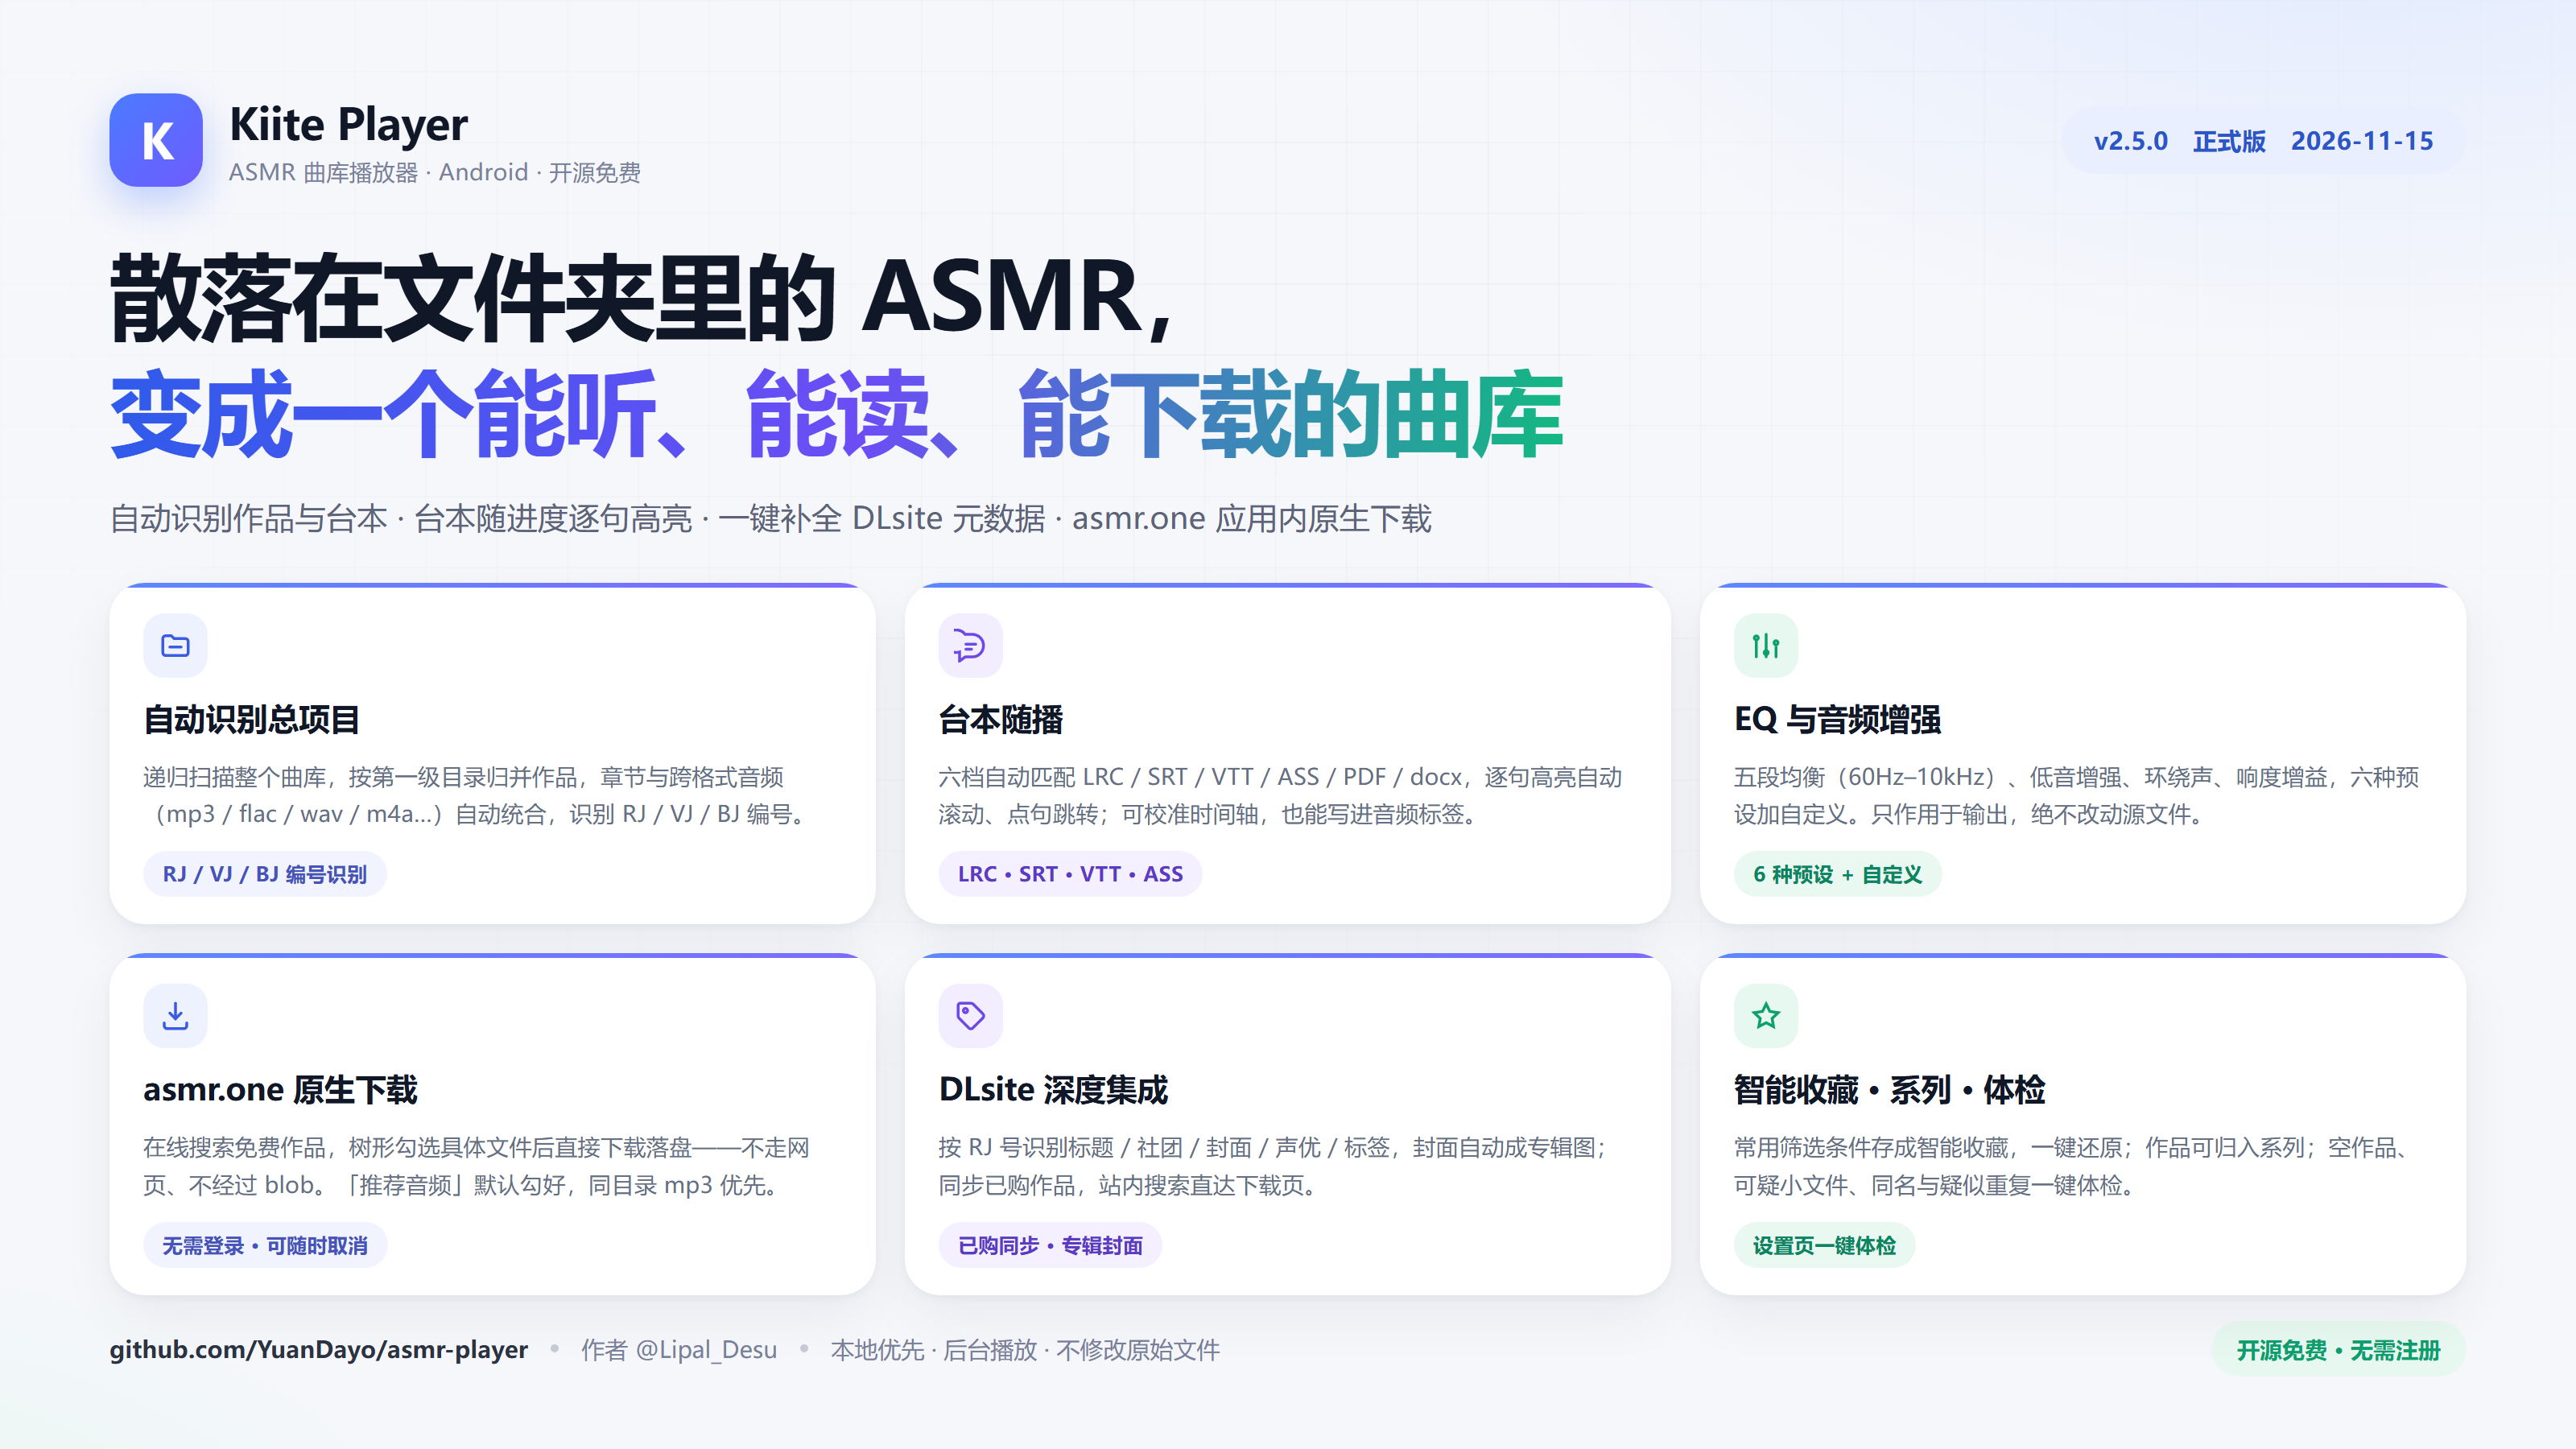 K
Kiite Player
ASMR 曲库播放器 · Android · 开源免费
v2.5.0 正式版 2026-11-15
散落在文件夹里的 ASMR，
变成一个能听、能读、能下载的曲库
自动识别作品与台本 · 台本随进度逐句高亮 · 一键补全 DLsite 元数据 · asmr.one 应用内原生下载
自动识别总项目
递归扫描整个曲库，按第一级目录归并作品，章节与跨格式音频
（mp3 / flac / wav / m4a…）自动统合，识别 RJ / VJ / BJ 编号。
RJ / VJ / BJ 编号识别
台本随播
六档自动匹配 LRC / SRT / VTT / ASS / PDF / docx，逐句高亮自动
滚动、点句跳转；可校准时间轴，也能写进音频标签。
LRC • SRT • VTT • ASS
EQ 与音频增强
五段均衡（60Hz–10kHz）、低音增强、环绕声、响度增益，六种预
设加自定义。只作用于输出，绝不改动源文件。
6 种预设 + 自定义
asmr.one 原生下载
在线搜索免费作品，树形勾选具体文件后直接下载落盘——不走网
页、不经过 blob。「推荐音频」默认勾好，同目录 mp3 优先。
无需登录 • 可随时取消
DLsite 深度集成
按 RJ 号识别标题 / 社团 / 封面 / 声优 / 标签，封面自动成专辑图；
同步已购作品，站内搜索直达下载页。
已购同步 • 专辑封面
智能收藏 • 系列 • 体检
常用筛选条件存成智能收藏，一键还原；作品可归入系列；空作品、
可疑小文件、同名与疑似重复一键体检。
设置页一键体检
github.com/YuanDayo/asmr-player • 作者 @Lipal_Desu • 本地优先 · 后台播放 · 不修改原始文件
开源免费 • 无需注册